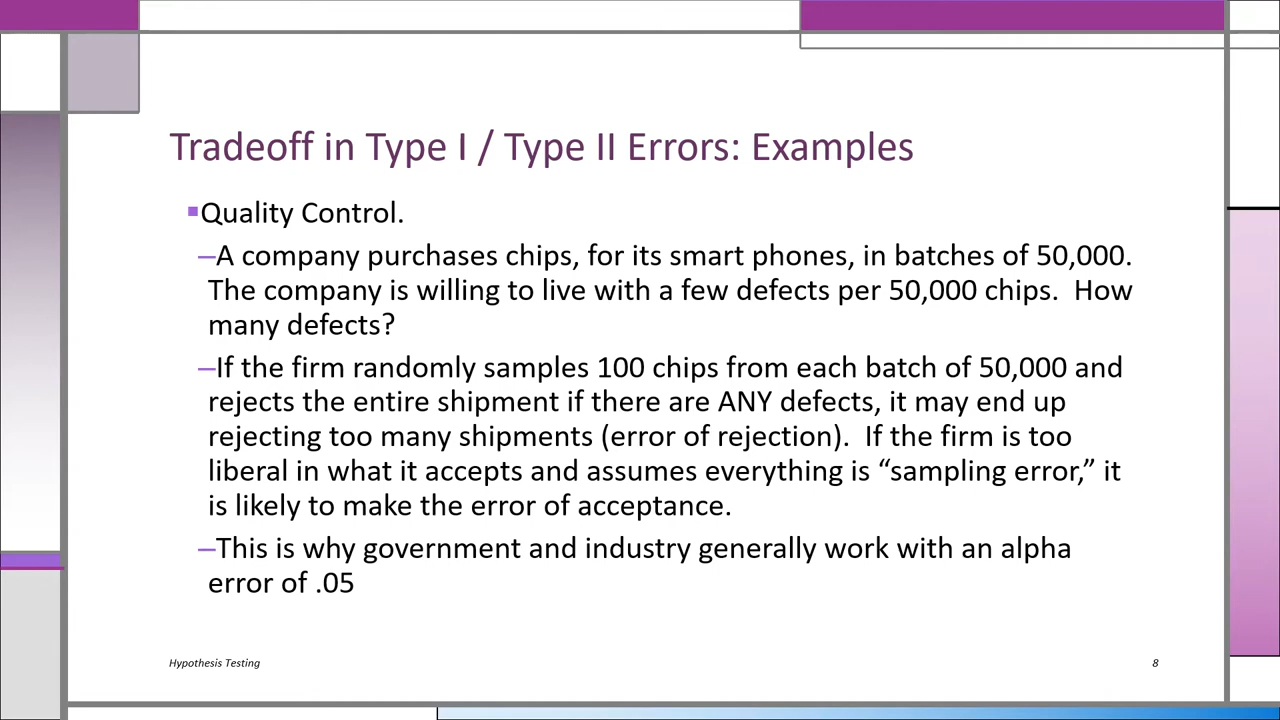 Tradeoff in Type I / Type II Errors: Examples
▪Quality Control.
–A company purchases chips, for its smart phones, in batches of 50,000.
The company is willing to live with a few defects per 50,000 chips.  How
many defects?
–If the firm randomly samples 100 chips from each batch of 50,000 and
rejects the entire shipment if there are ANY defects, it may end up
rejecting too many shipments (error of rejection).  If the firm is too
liberal in what it accepts and assumes everything is “sampling error,” it
is likely to make the error of acceptance.
–This is why government and industry generally work with an alpha
error of .05
Hypothesis Testing
8